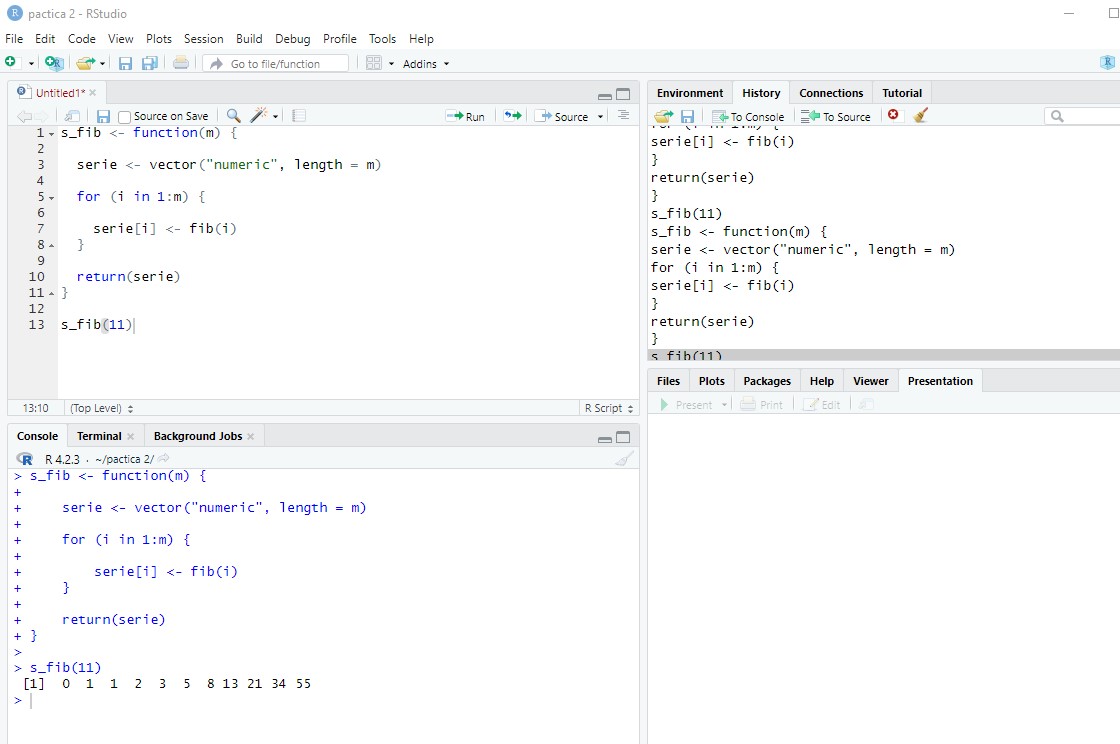 pactica 2 - RStudio
File Edit Code View Plots Session Build Debug Profile Tools Help
Go to file/function Addins
Untitled1*
Source on Save Run Source
1 s_fib <- function(m) {
2
3 serie <- vector("numeric", length = m)
4
5 for (i in 1:m) {
6
7 serie[i] <- fib(i)
8 }
9
10 return(serie)
11 }
12
13 s_fib(11)
13:10 (Top Level) R Script
Console Terminal Background Jobs
R 4.2.3 · ~/pactica 2/
> s_fib <- function(m) {
+
+ serie <- vector("numeric", length = m)
+
+ for (i in 1:m) {
+
+ serie[i] <- fib(i)
+ }
+
+ return(serie)
+ }
>
> s_fib(11)
[1] 0 1 1 2 3 5 8 13 21 34 55
>
Environment History Connections Tutorial
To Console To Source
for (i in 1:m) {
serie[i] <- fib(i)
}
return(serie)
}
s_fib(11)
s_fib <- function(m) {
serie <- vector("numeric", length = m)
for (i in 1:m) {
serie[i] <- fib(i)
}
return(serie)
}
s_fib(11)
Files Plots Packages Help Viewer Presentation
Present Print Edit